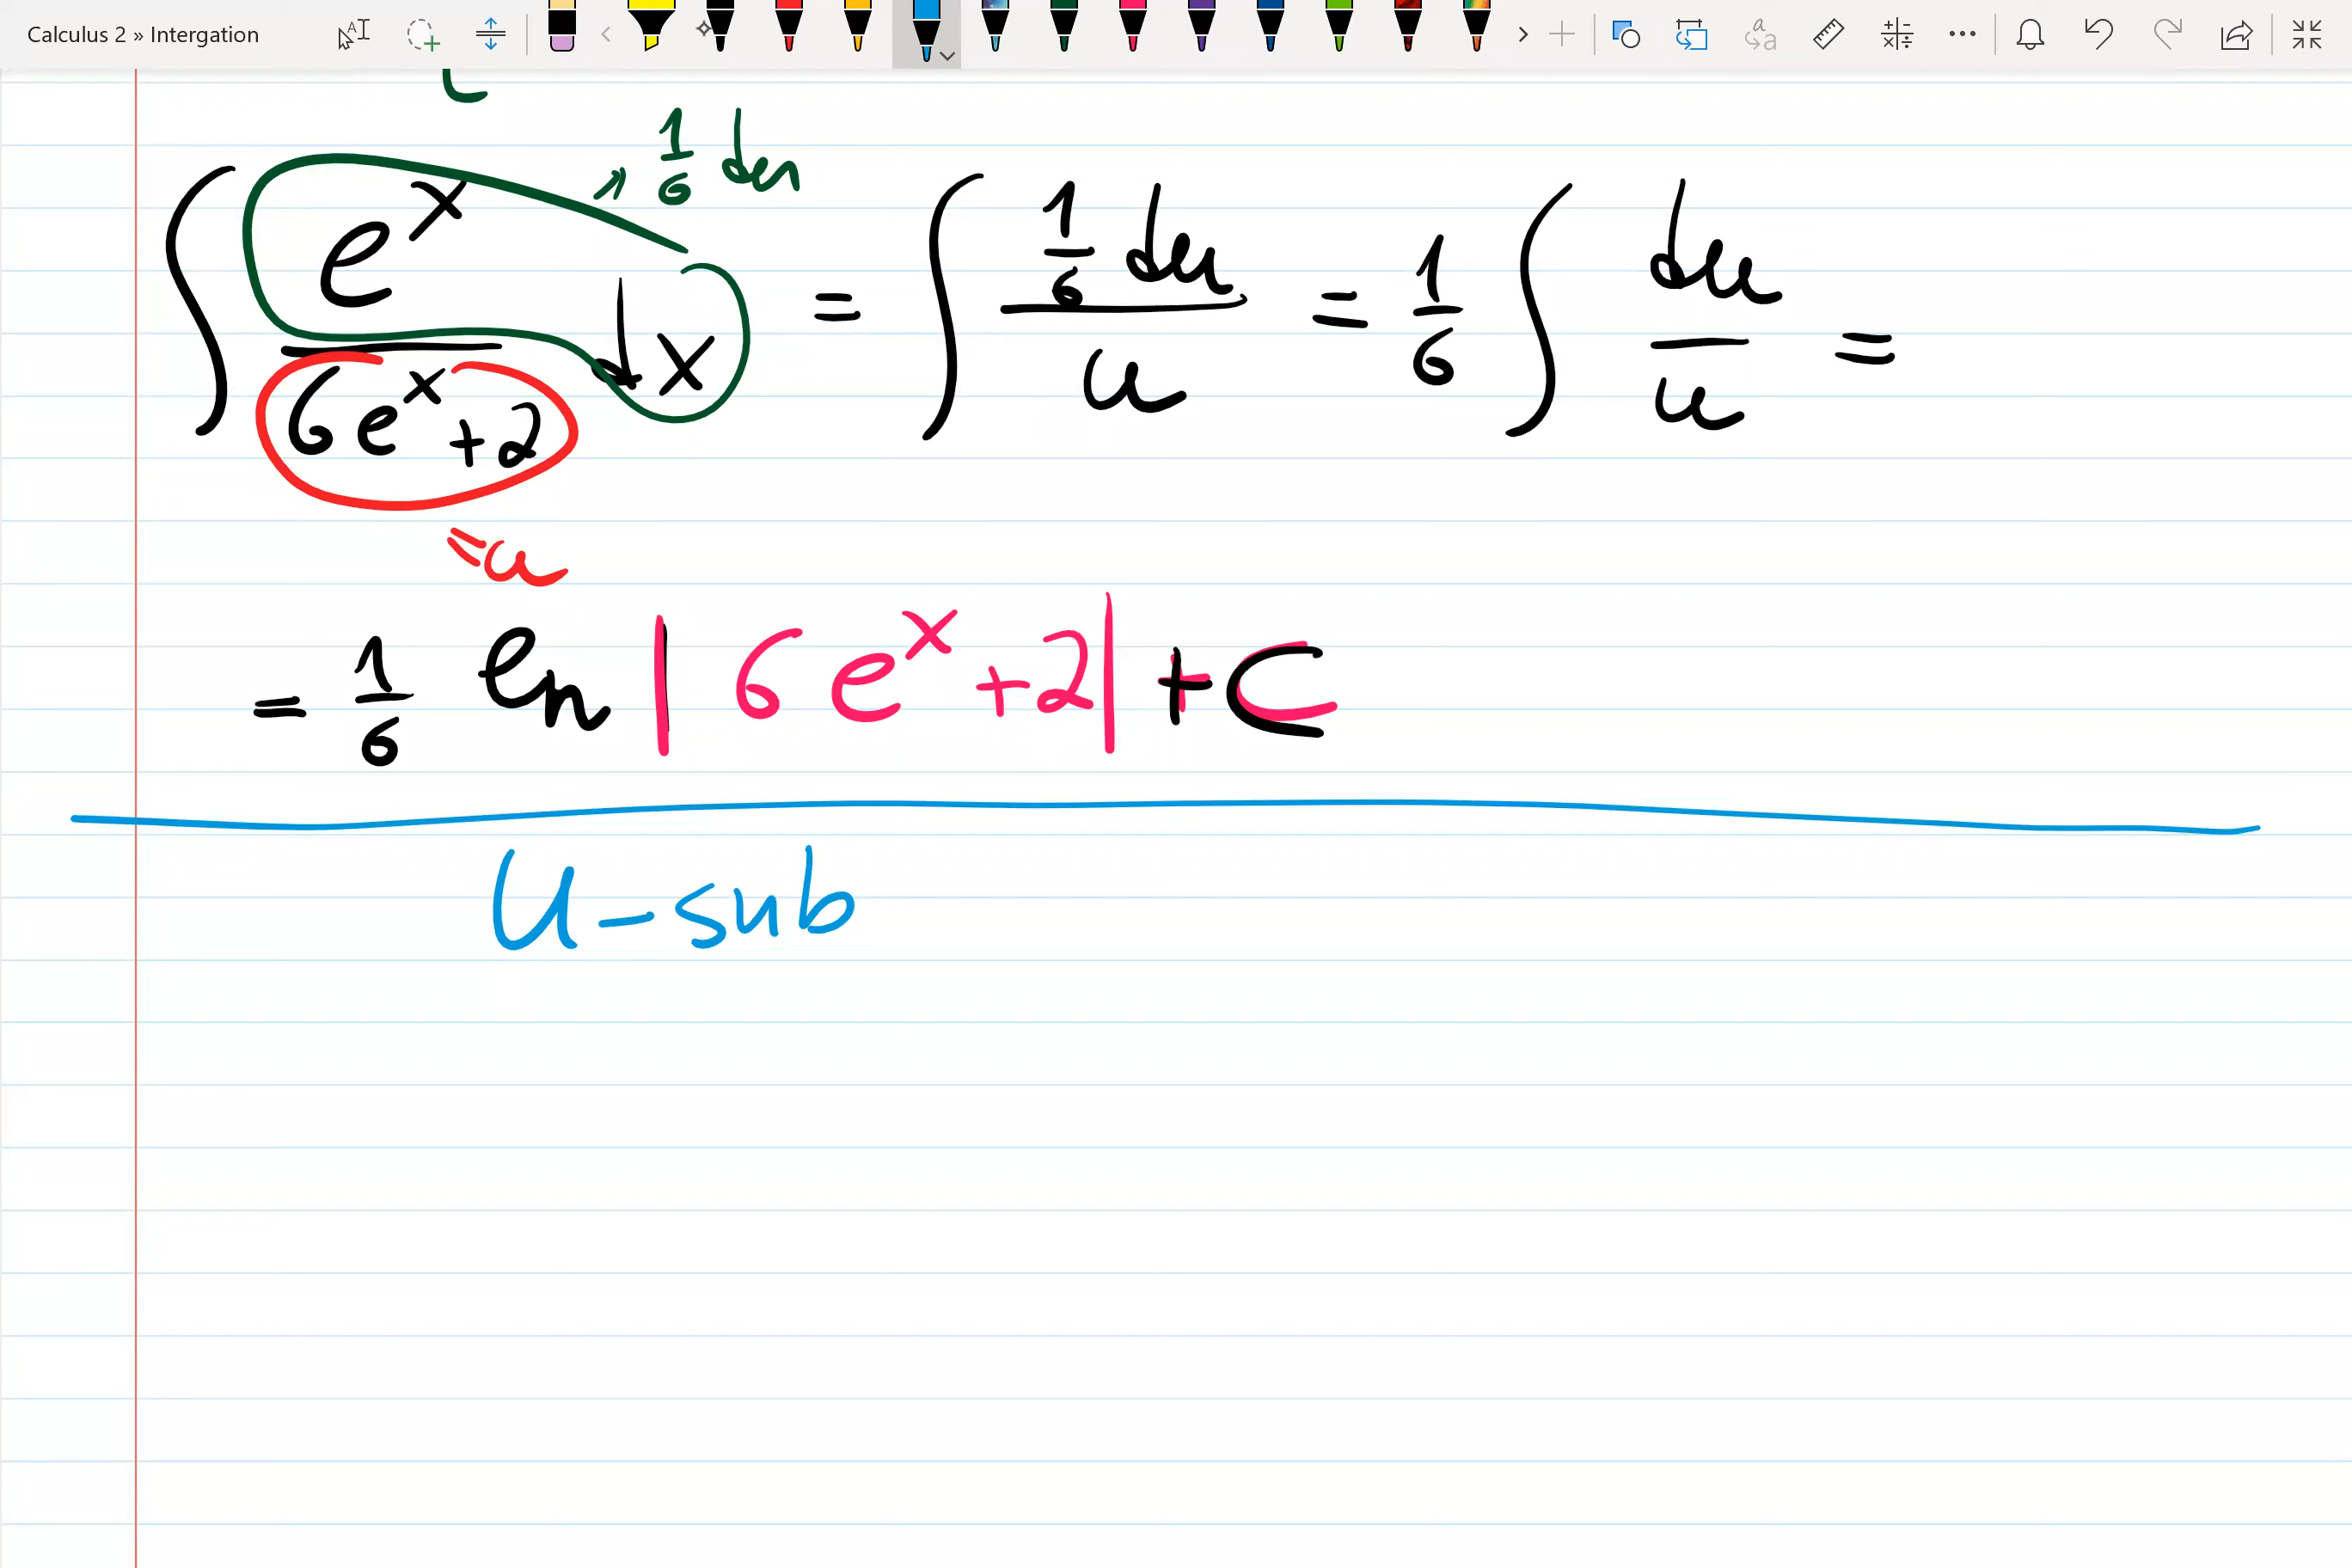 Calculus 2 » Intergation
= 1/6 du
∫ e^x / (6e^x + 2) dx = ∫ (1/6 du) / u = 1/6 ∫ du / u =
= u
= 1/6 ln | 6e^x + 2 | + C
U - sub